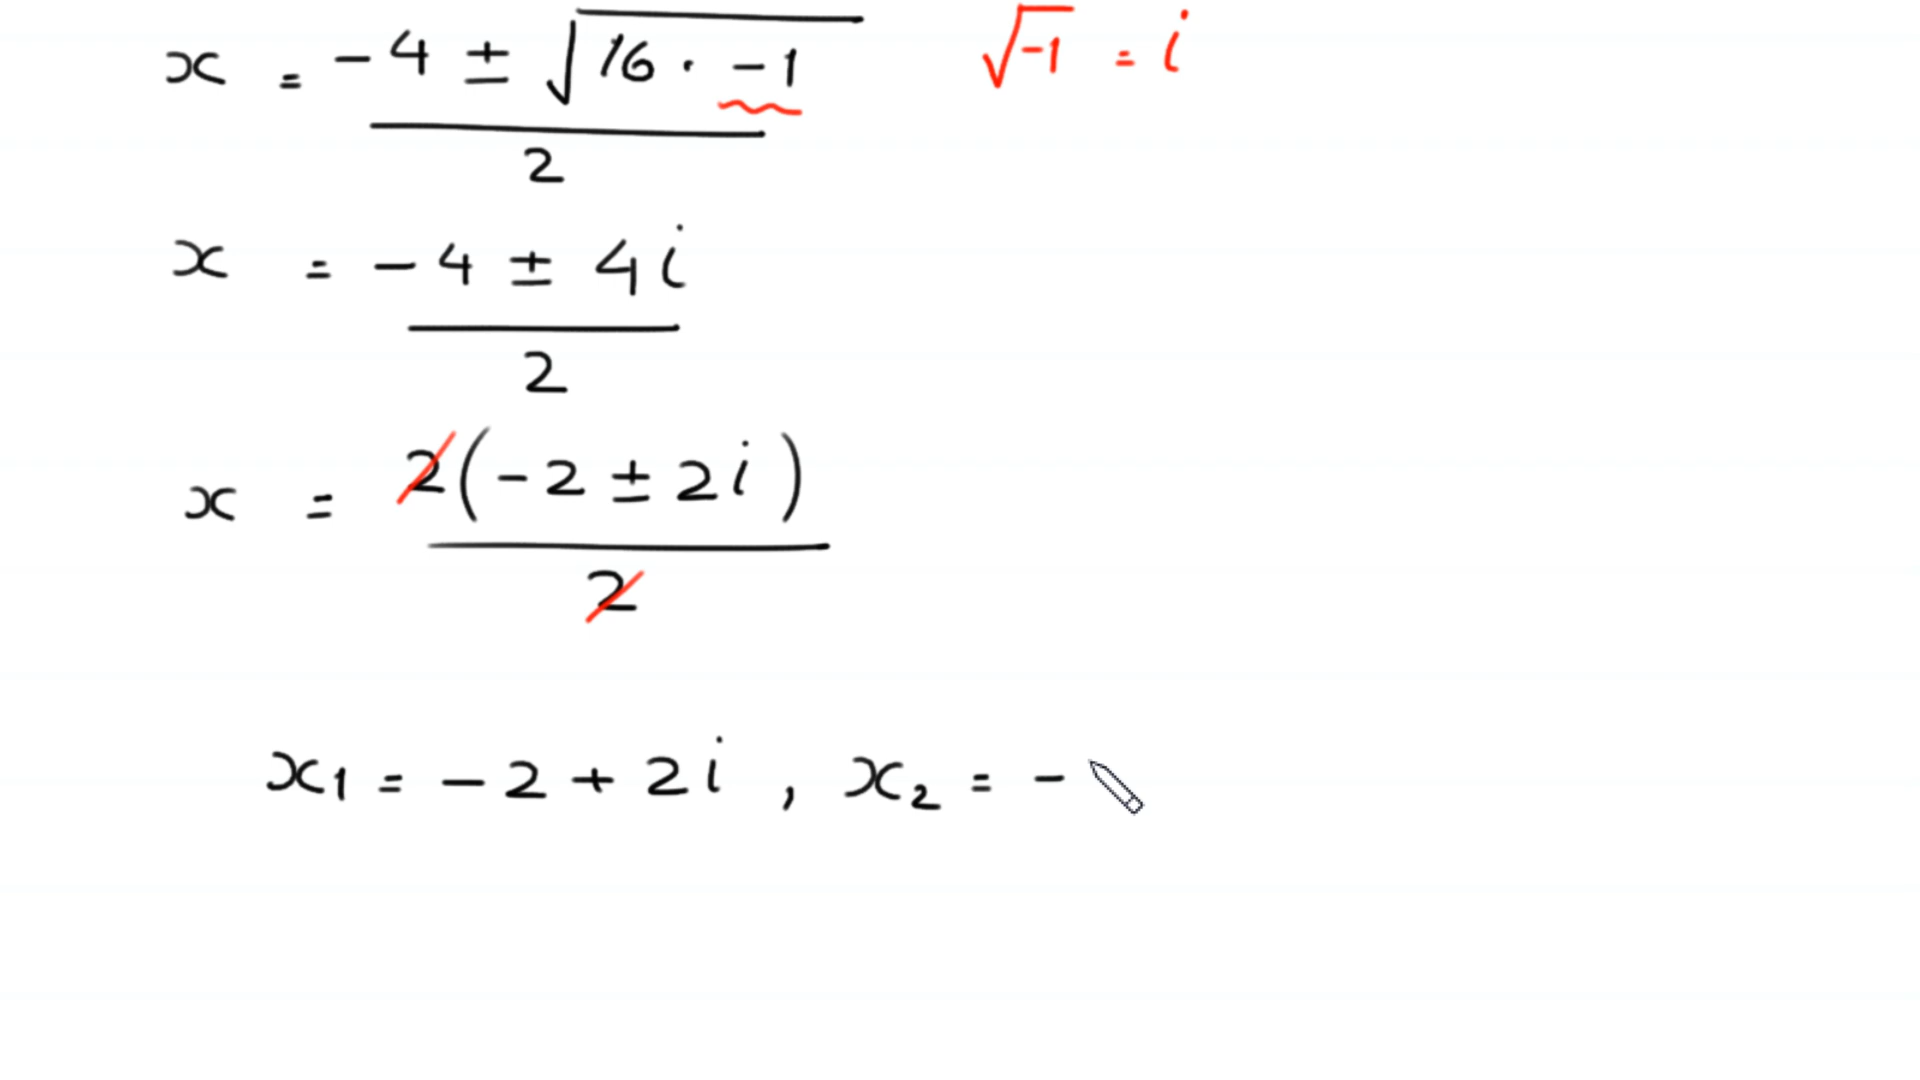 x = (-4 ± √(16 · -1)) / 2    √-1 = i
x = (-4 ± 4i) / 2
x = 2(-2 ± 2i) / 2
x₁ = -2 + 2i , x₂ = -